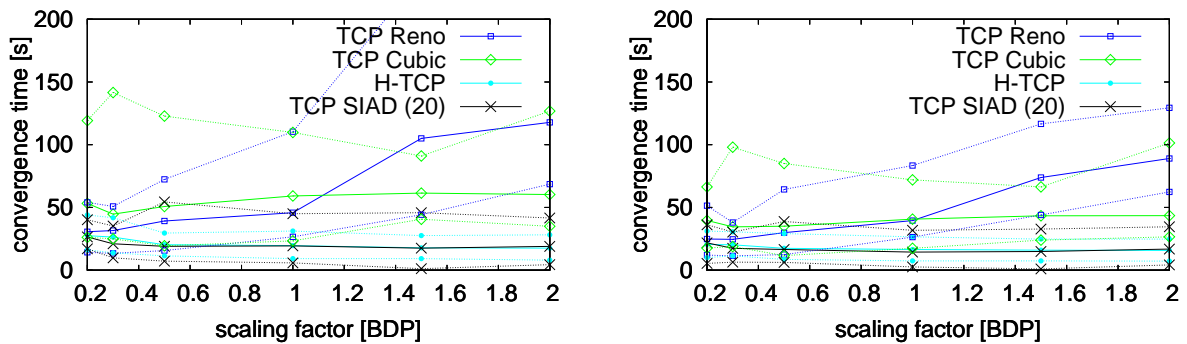 200
150
100
50
0
convergence time [s]
TCP Reno
TCP Cubic
H-TCP
TCP SIAD (20)
0.2 0.4 0.6 0.8 1 1.2 1.4 1.6 1.8 2
scaling factor [BDP]
200
150
100
50
0
convergence time [s]
TCP Reno
TCP Cubic
H-TCP
TCP SIAD (20)
0.2 0.4 0.6 0.8 1 1.2 1.4 1.6 1.8 2
scaling factor [BDP]